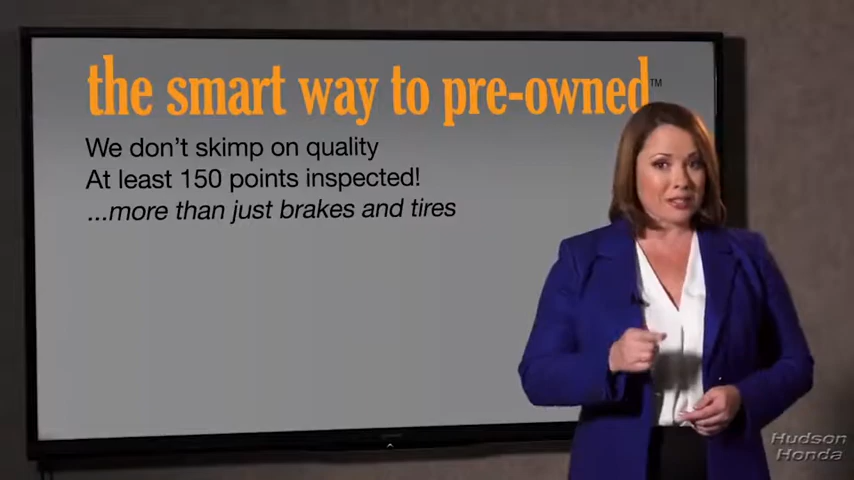 the smart way to pre-owned™
We don't skimp on quality
At least 150 points inspected!
...more than just brakes and tires
Hudson
Honda